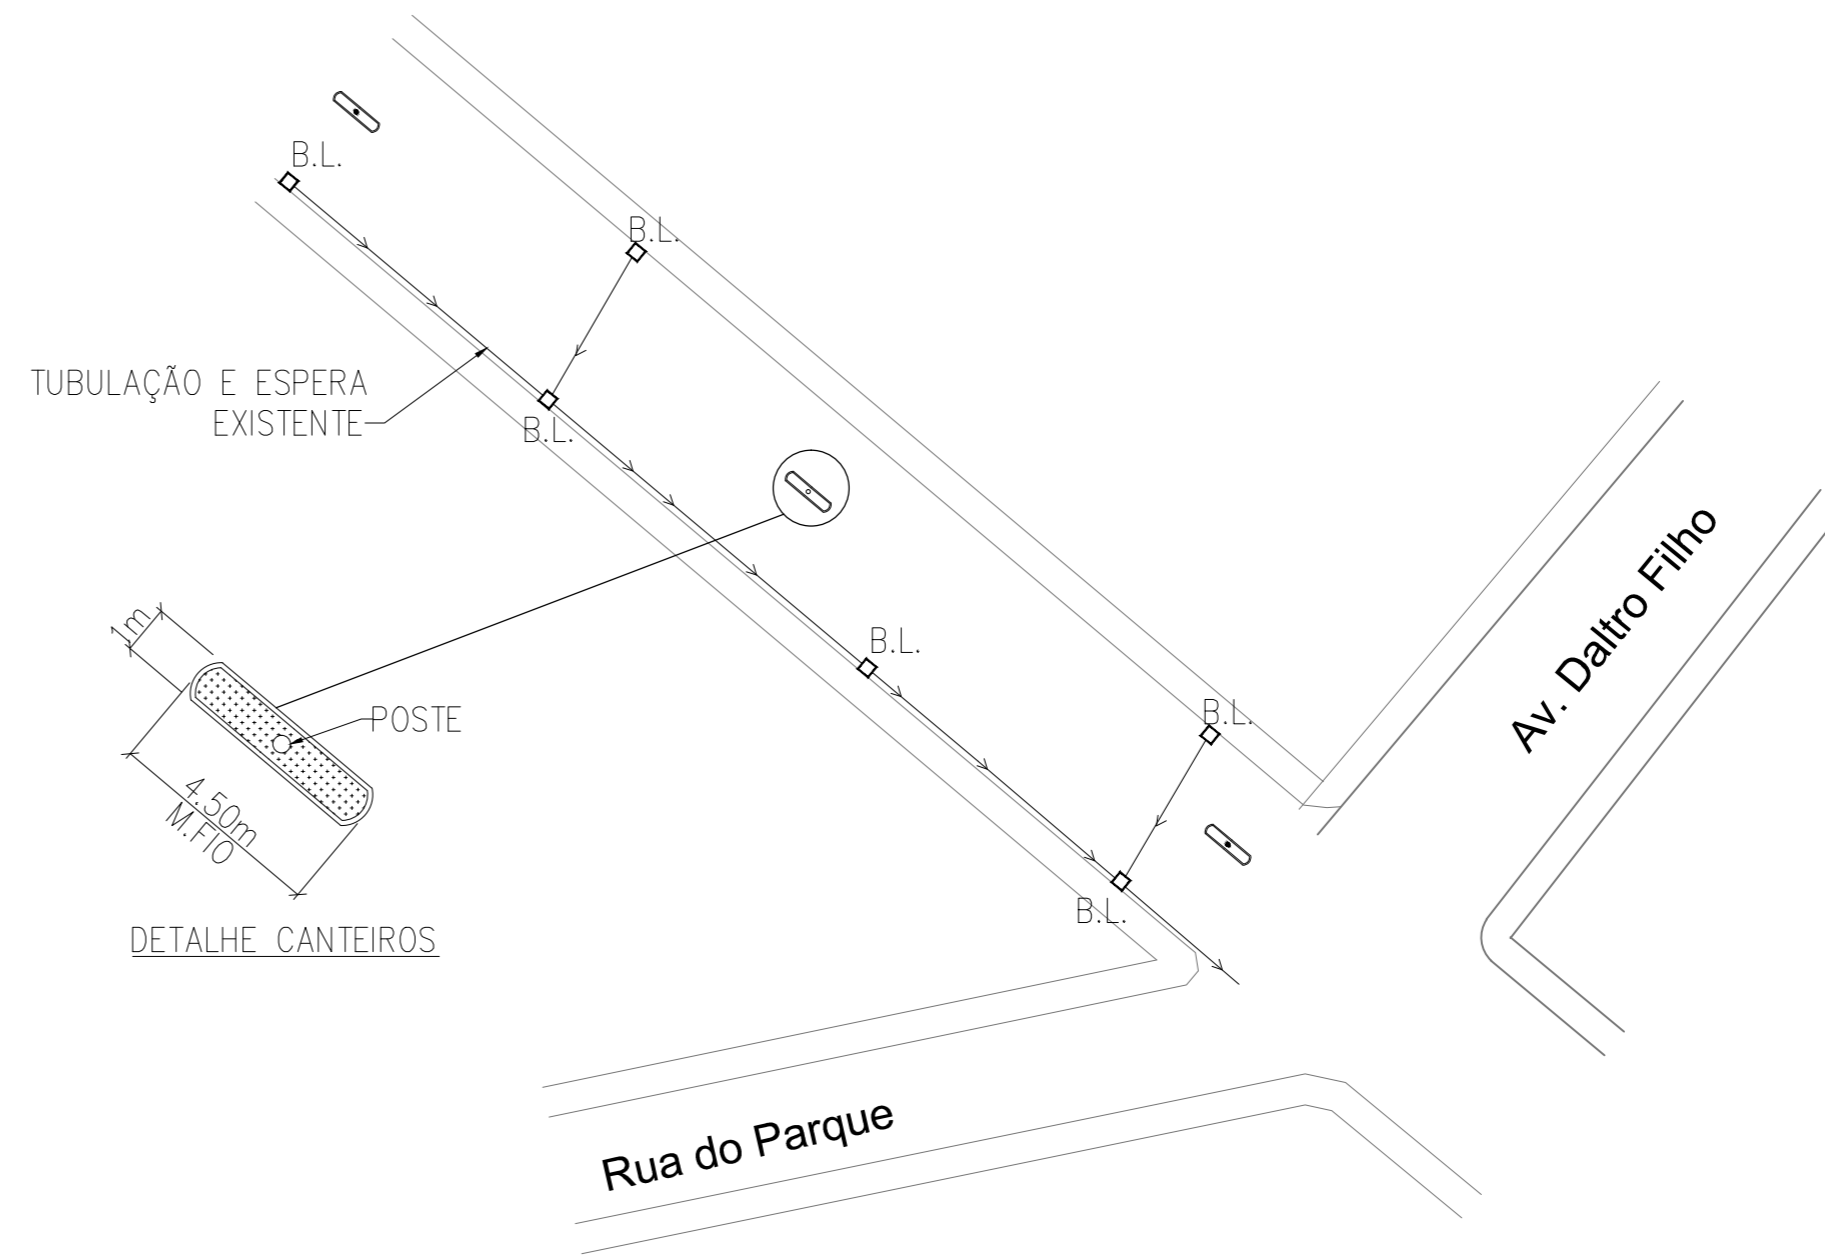 B.L.
B.L.
TUBULAÇÃO E ESPERA
EXISTENTE
B.L.
Av. Daltro Filho
1m
B.L.
POSTE
B.L.
4.50m
M.FIO
B.L.
DETALHE CANTEIROS
Rua do Parque